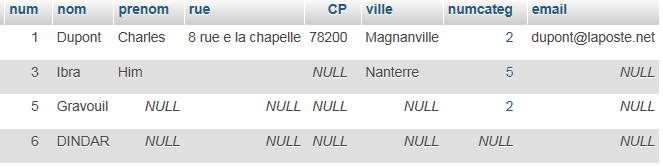 num nom prenom rue CP ville numcateg email
1 Dupont Charles 8 rue e la chapelle 78200 Magnanville 2 dupont@laposte.net
3 Ibra Him NULL Nanterre 5 NULL
5 Gravouil NULL NULL NULL NULL 2 NULL
6 DINDAR NULL NULL NULL NULL NULL NULL